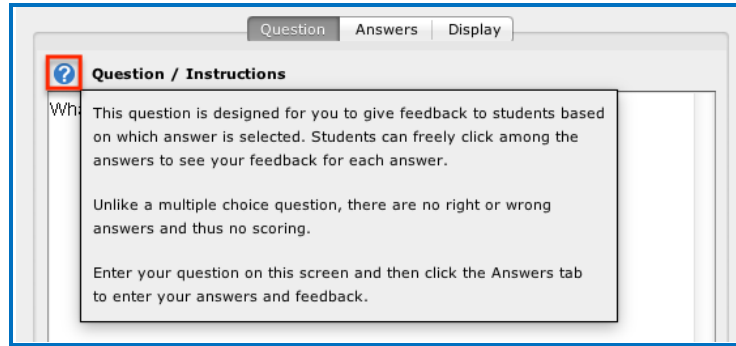 Question Answers Display
? Question / Instructions
Wha
This question is designed for you to give feedback to students based
on which answer is selected. Students can freely click among the
answers to see your feedback for each answer.
Unlike a multiple choice question, there are no right or wrong
answers and thus no scoring.
Enter your question on this screen and then click the Answers tab
to enter your answers and feedback.